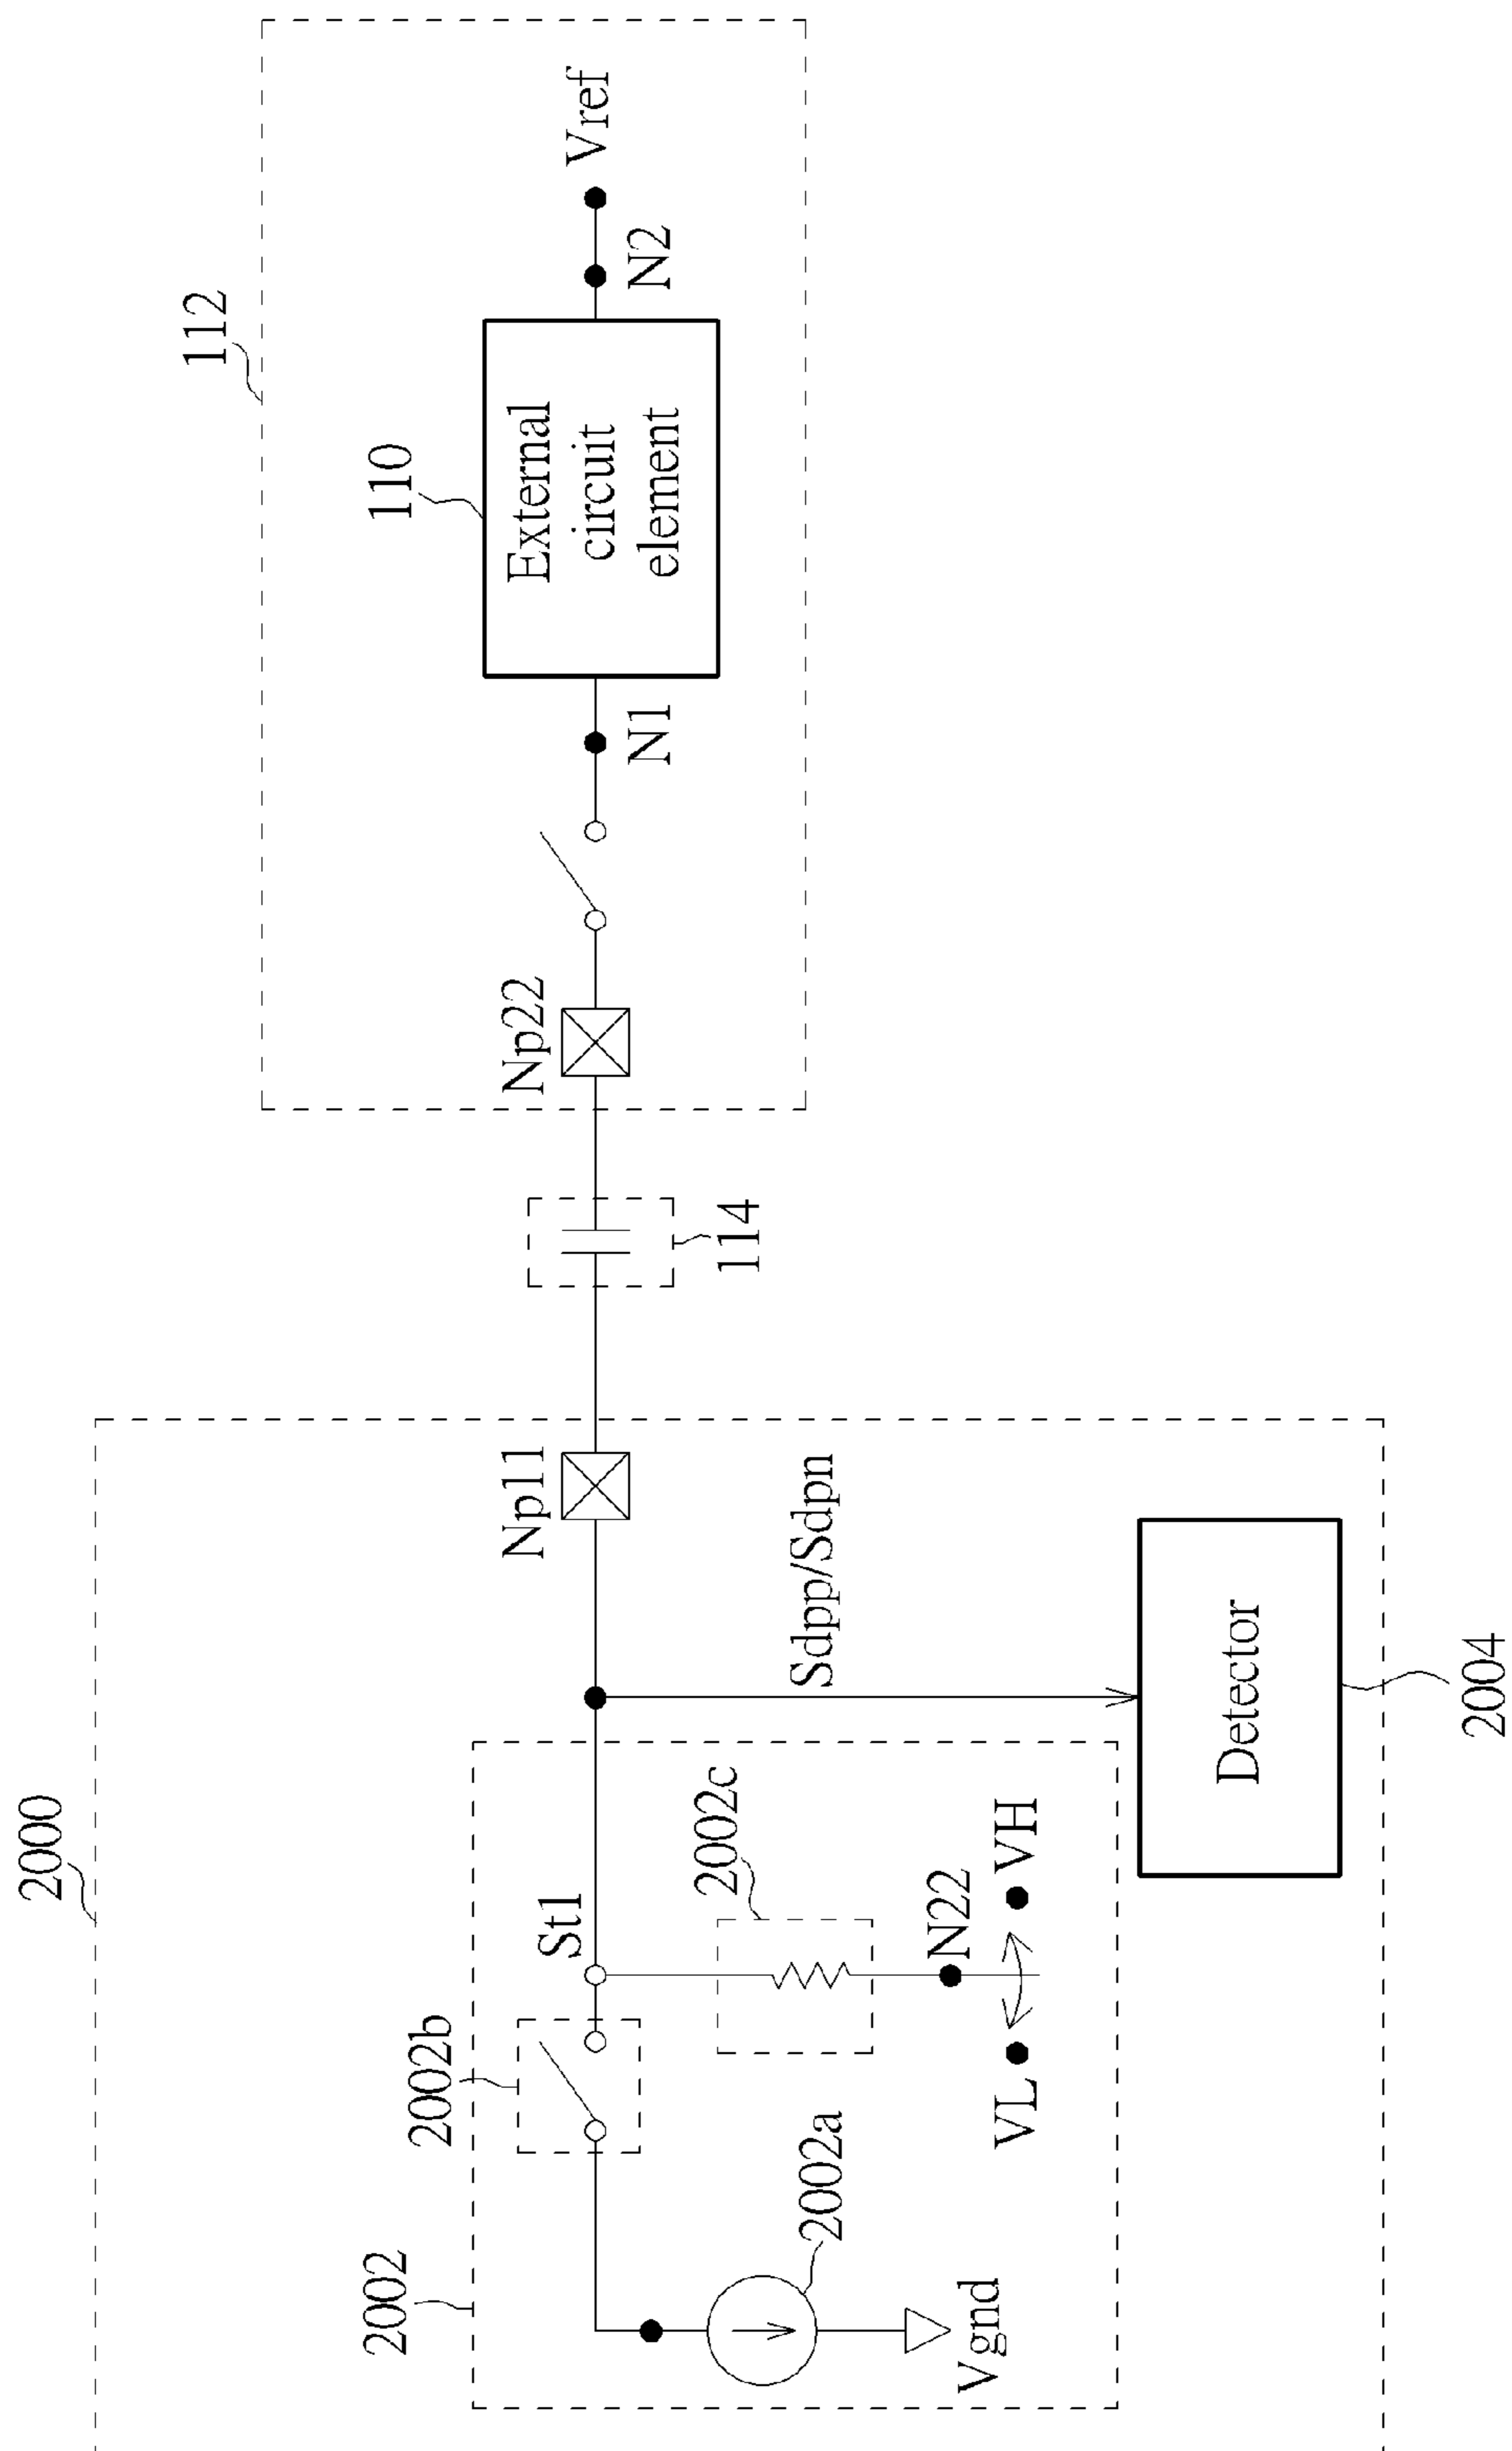 2000
2002
2002a
Vgnd
2002b
St1
2002c
N22
VL
VH
Sdpp/Sdpn
Detector
2004
Np11
114
112
Np22
N1
110
External
circuit
element
N2
Vref